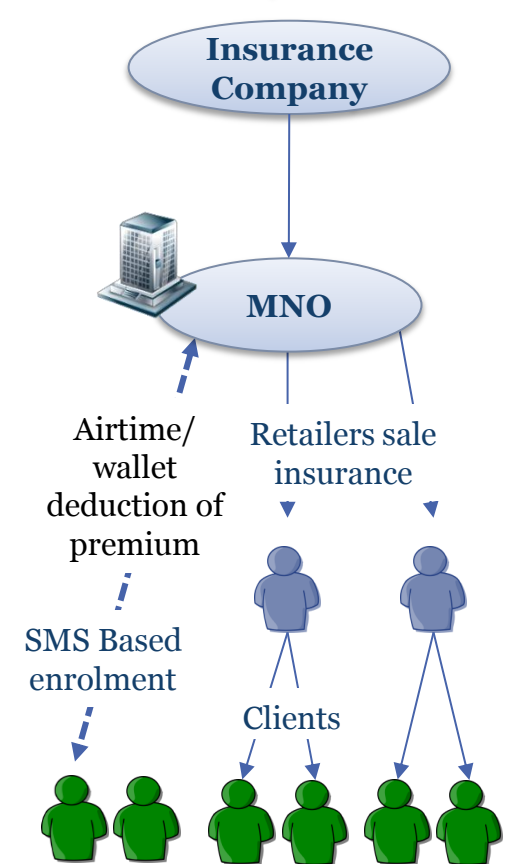 Insurance
Company
MNO
Airtime/
wallet
deduction of
premium
Retailers sale
insurance
SMS Based
enrolment
Clients